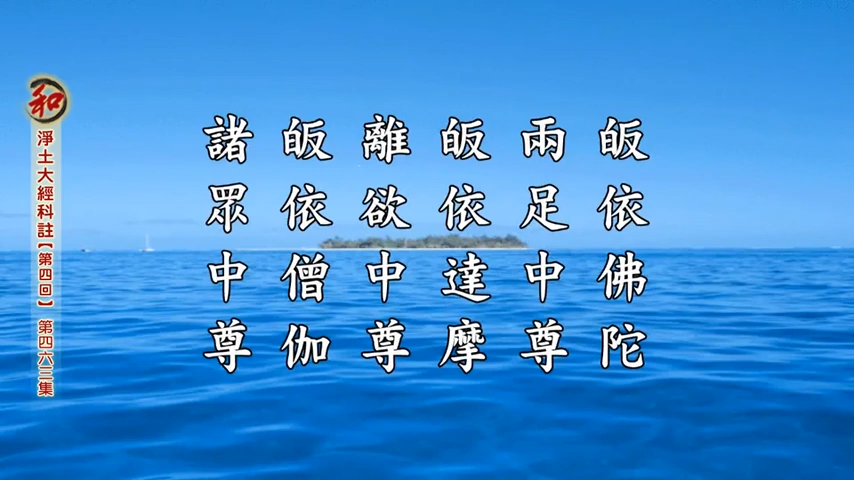 皈依佛陀
兩足中尊
皈依達摩
離欲中尊
皈依僧伽
諸眾中尊
和
淨土大經科註【第四回】 第四六三集